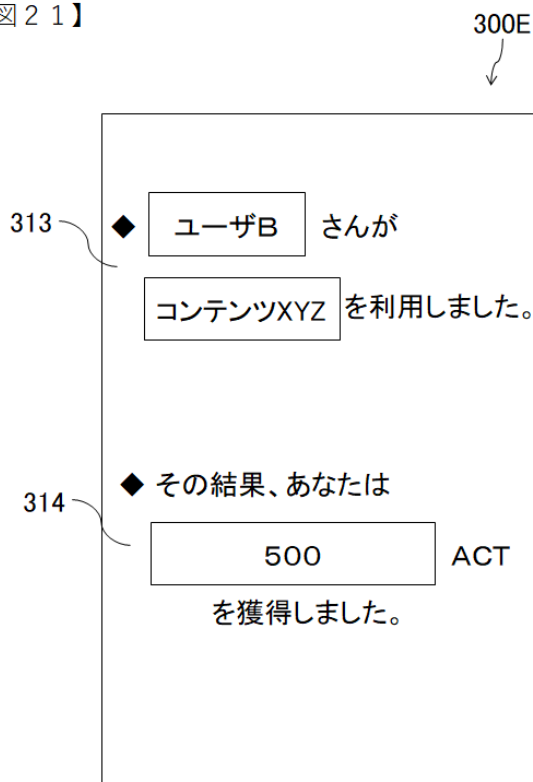 図２１】
300E
313
◆ ユーザB さんが
コンテンツXYZ を利用しました。
314
◆ その結果、あなたは
500 ACT
を獲得しました。